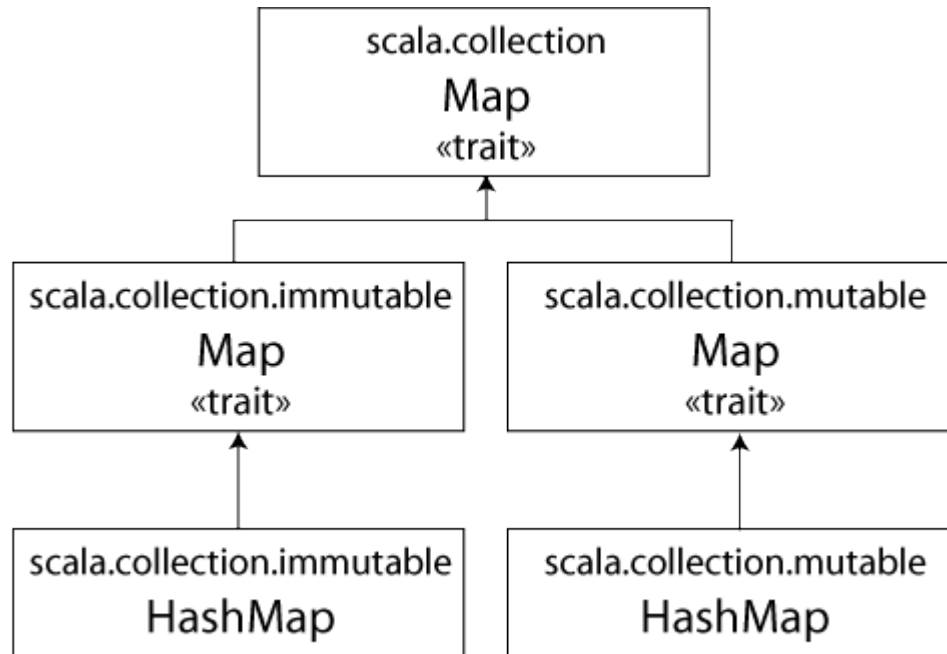 scala.collection
Map
«trait»
scala.collection.immutable
Map
«trait»
scala.collection.mutable
Map
«trait»
scala.collection.immutable
HashMap
scala.collection.mutable
HashMap